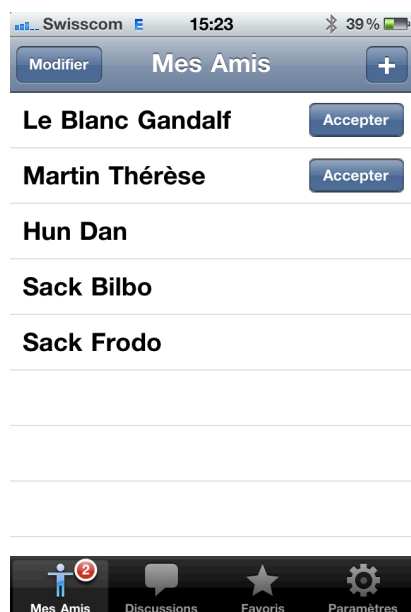 Swisscom E 15:23 39 %
Modifier Mes Amis +
Le Blanc Gandalf Accepter
Martin Thérèse Accepter
Hun Dan
Sack Bilbo
Sack Frodo
2
Mes Amis Discussions Favoris Paramètres